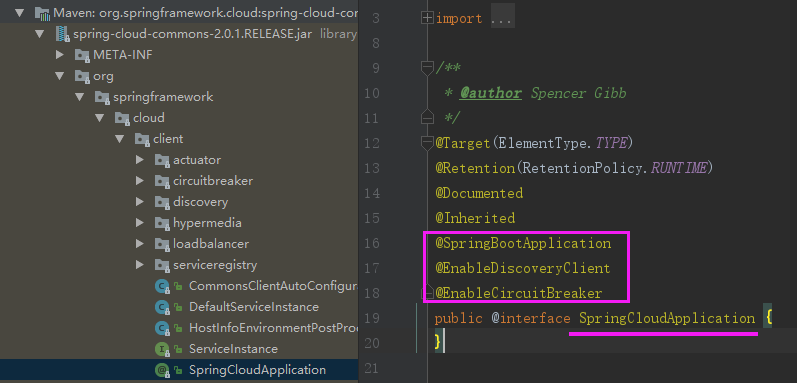 Maven: org.springframework.cloud:spring-cloud-con
spring-cloud-commons-2.0.1.RELEASE.jar library
META-INF
org
springframework
cloud
client
actuator
circuitbreaker
discovery
hypermedia
loadbalancer
serviceregistry
CommonsClientAutoConfigur
DefaultServiceInstance
HostInfoEnvironmentPostProc
ServiceInstance
SpringCloudApplication
3 import ...
8
9 /**
10 * @author Spencer Gibb
11 */
12 @Target(ElementType.TYPE)
13 @Retention(RetentionPolicy.RUNTIME)
14 @Documented
15 @Inherited
16 @SpringBootApplication
17 @EnableDiscoveryClient
18 @EnableCircuitBreaker
19 public @interface SpringCloudApplication {
20 }
21